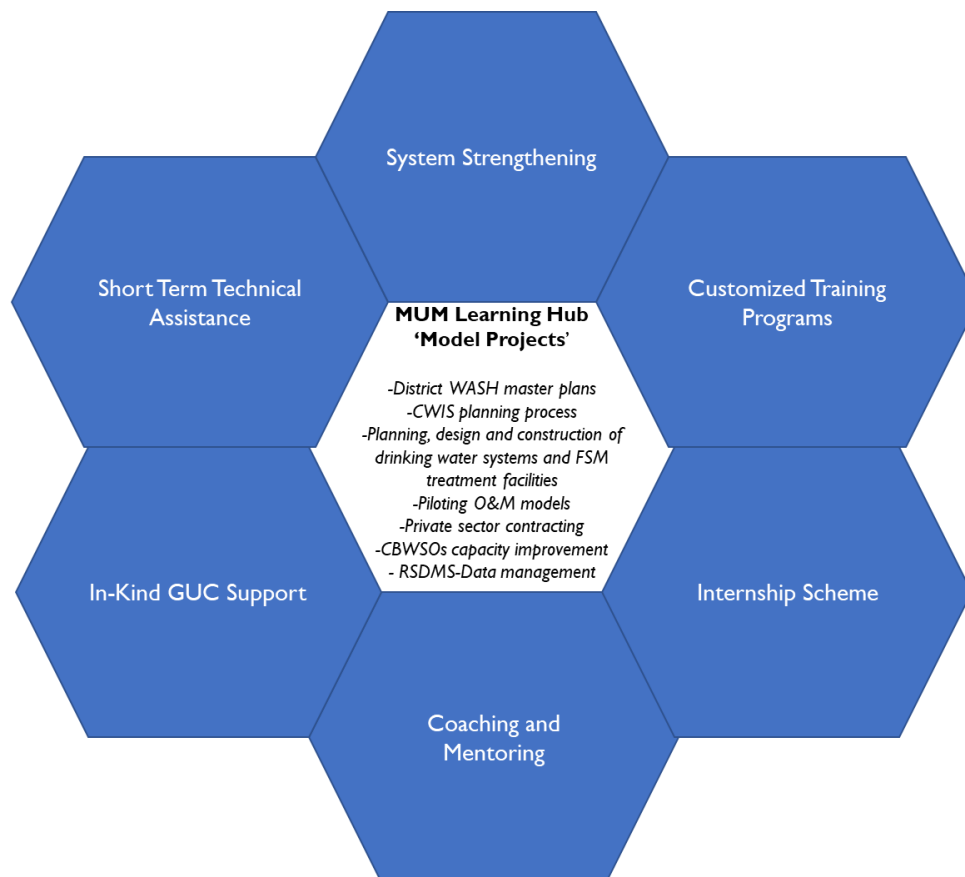 System Strengthening
Short Term Technical
Assistance
Customized Training
Programs
MUM Learning Hub
‘Model Projects’
-District WASH master plans
-CWIS planning process
-Planning, design and construction of
drinking water systems and FSM
treatment facilities
-Piloting O&M models
-Private sector contracting
-CBWSOs capacity improvement
- RSDMS-Data management
In-Kind GUC Support
Internship Scheme
Coaching and
Mentoring